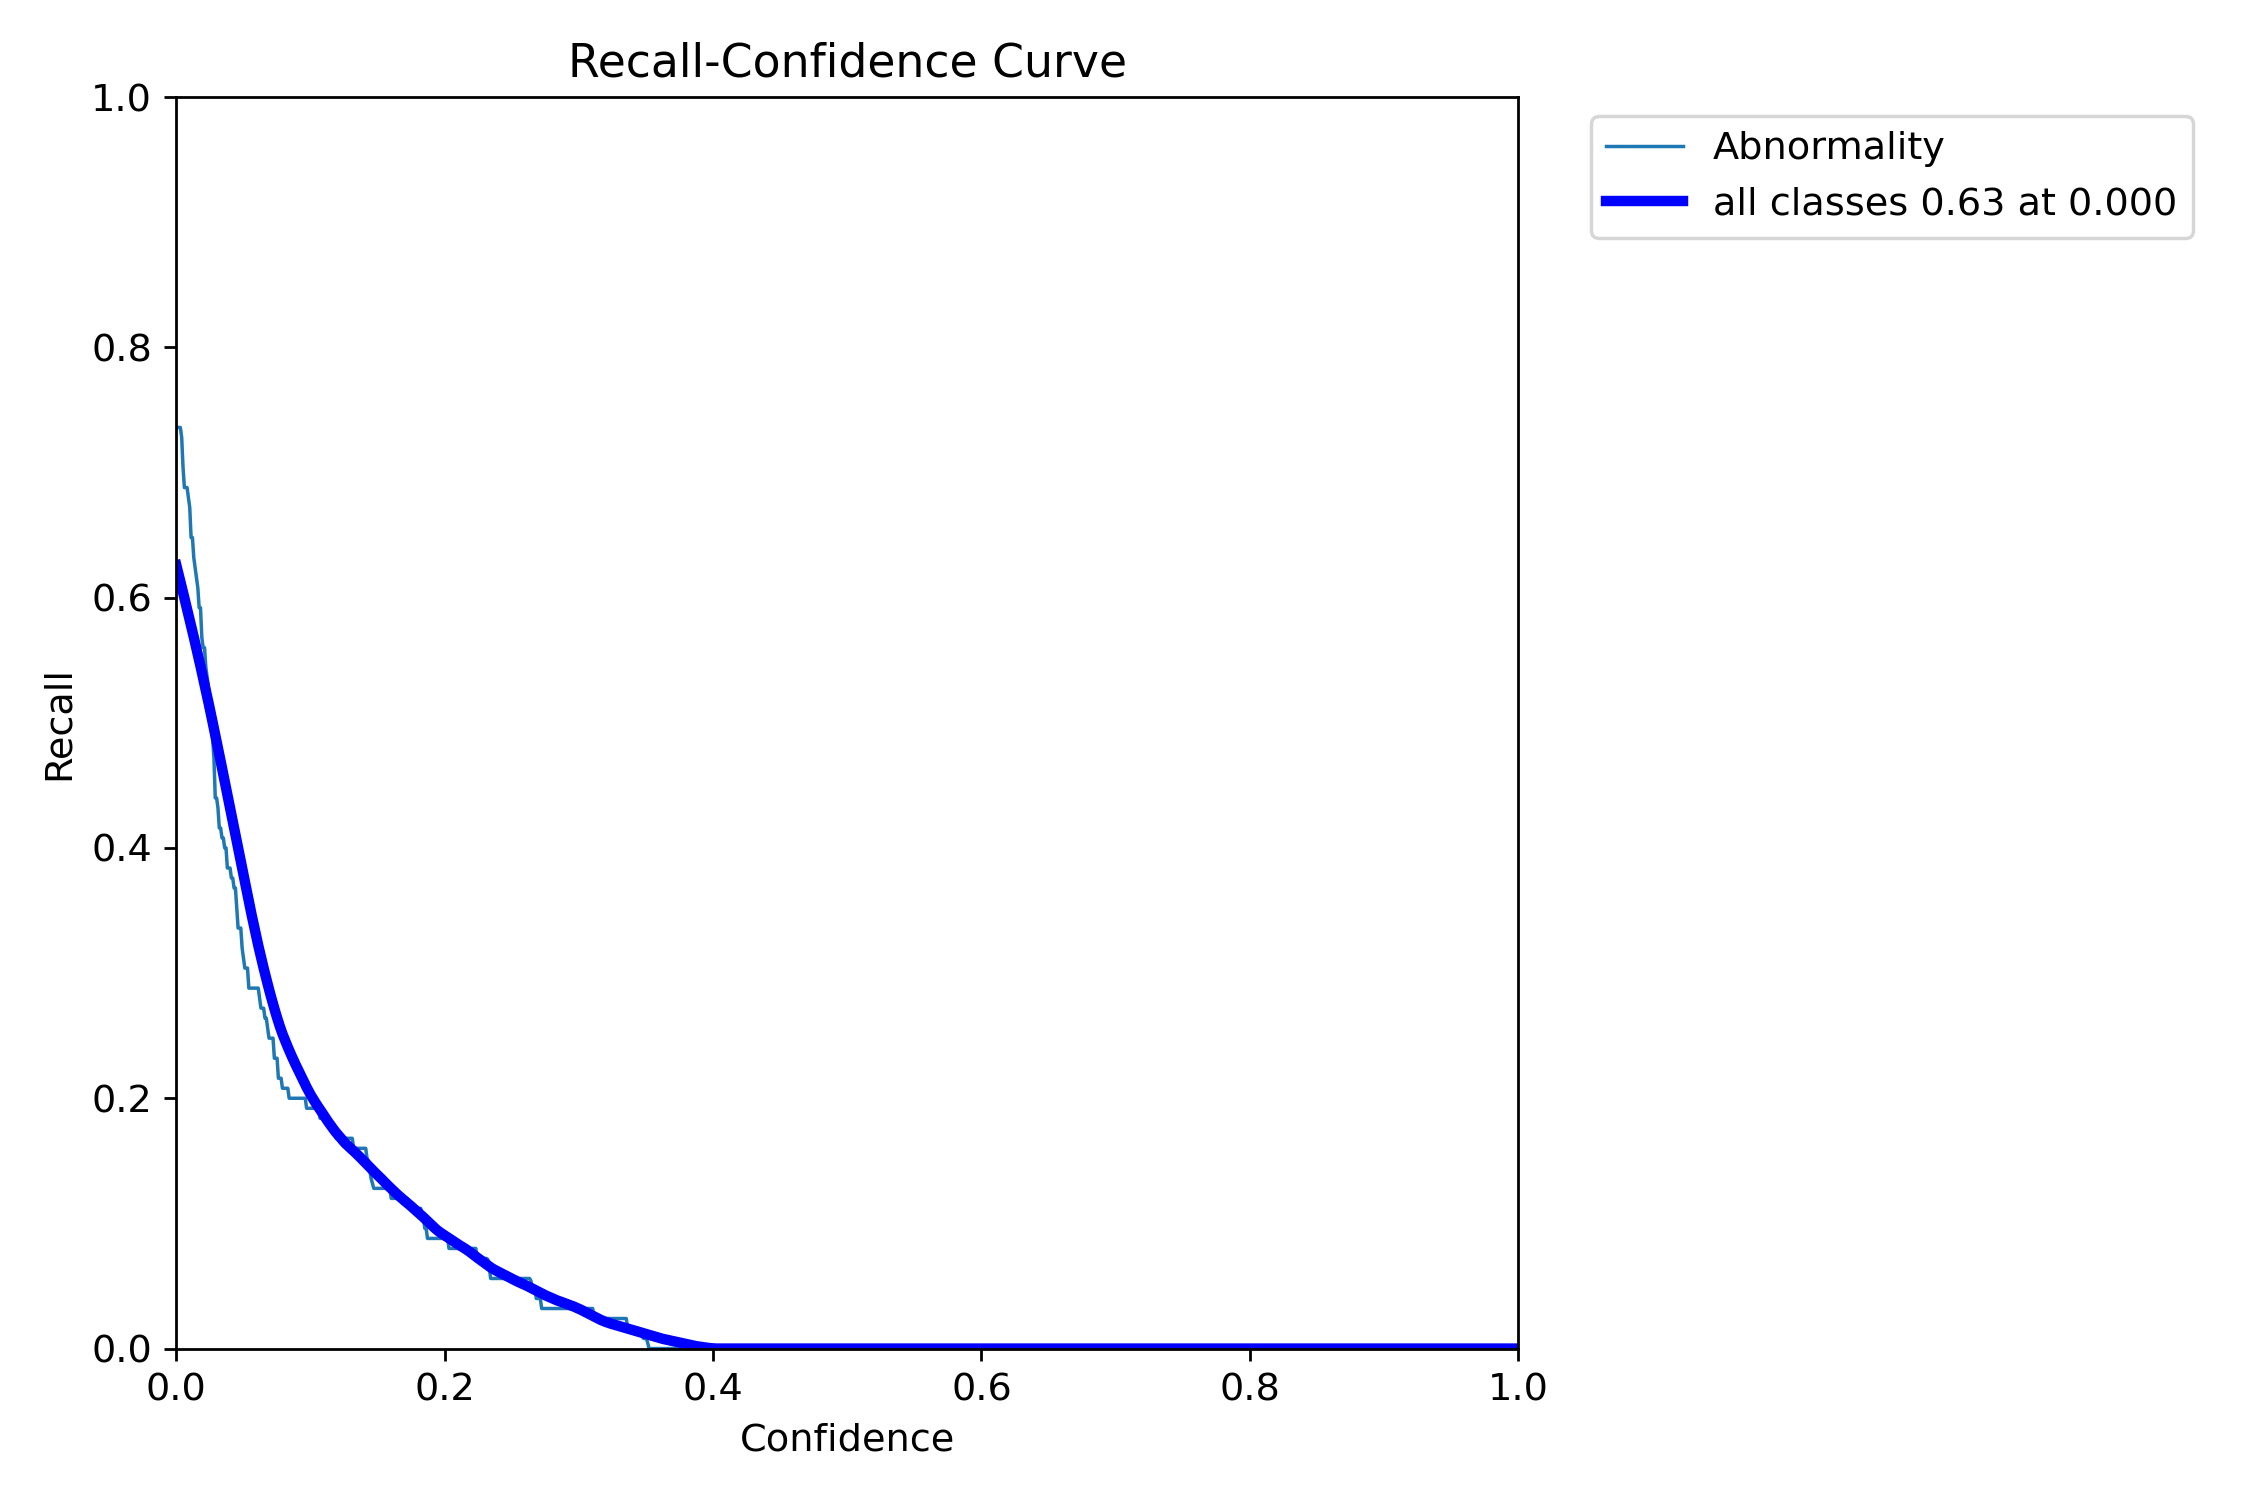 Recall-Confidence Curve
Abnormality
all classes 0.63 at 0.000
1.0
0.8
0.6
0.4
0.2
0.0
Recall
0.0 0.2 0.4 0.6 0.8 1.0
Confidence